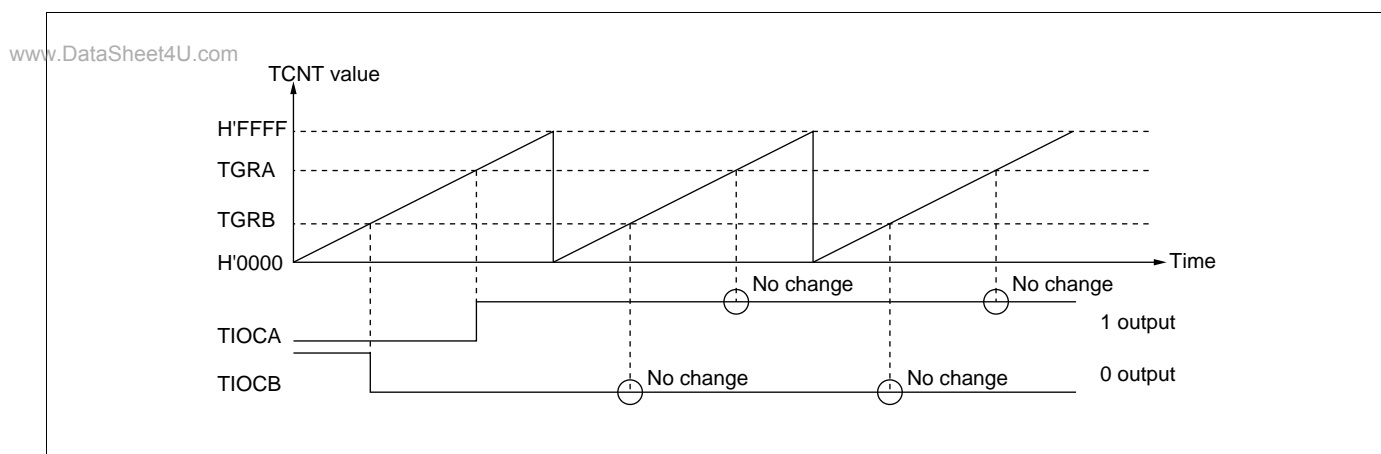 www.DataSheet4U.com
TCNT value
H'FFFF
TGRA
TGRB
H'0000
Time
No change No change
TIOCA
1 output
No change No change
TIOCB
0 output